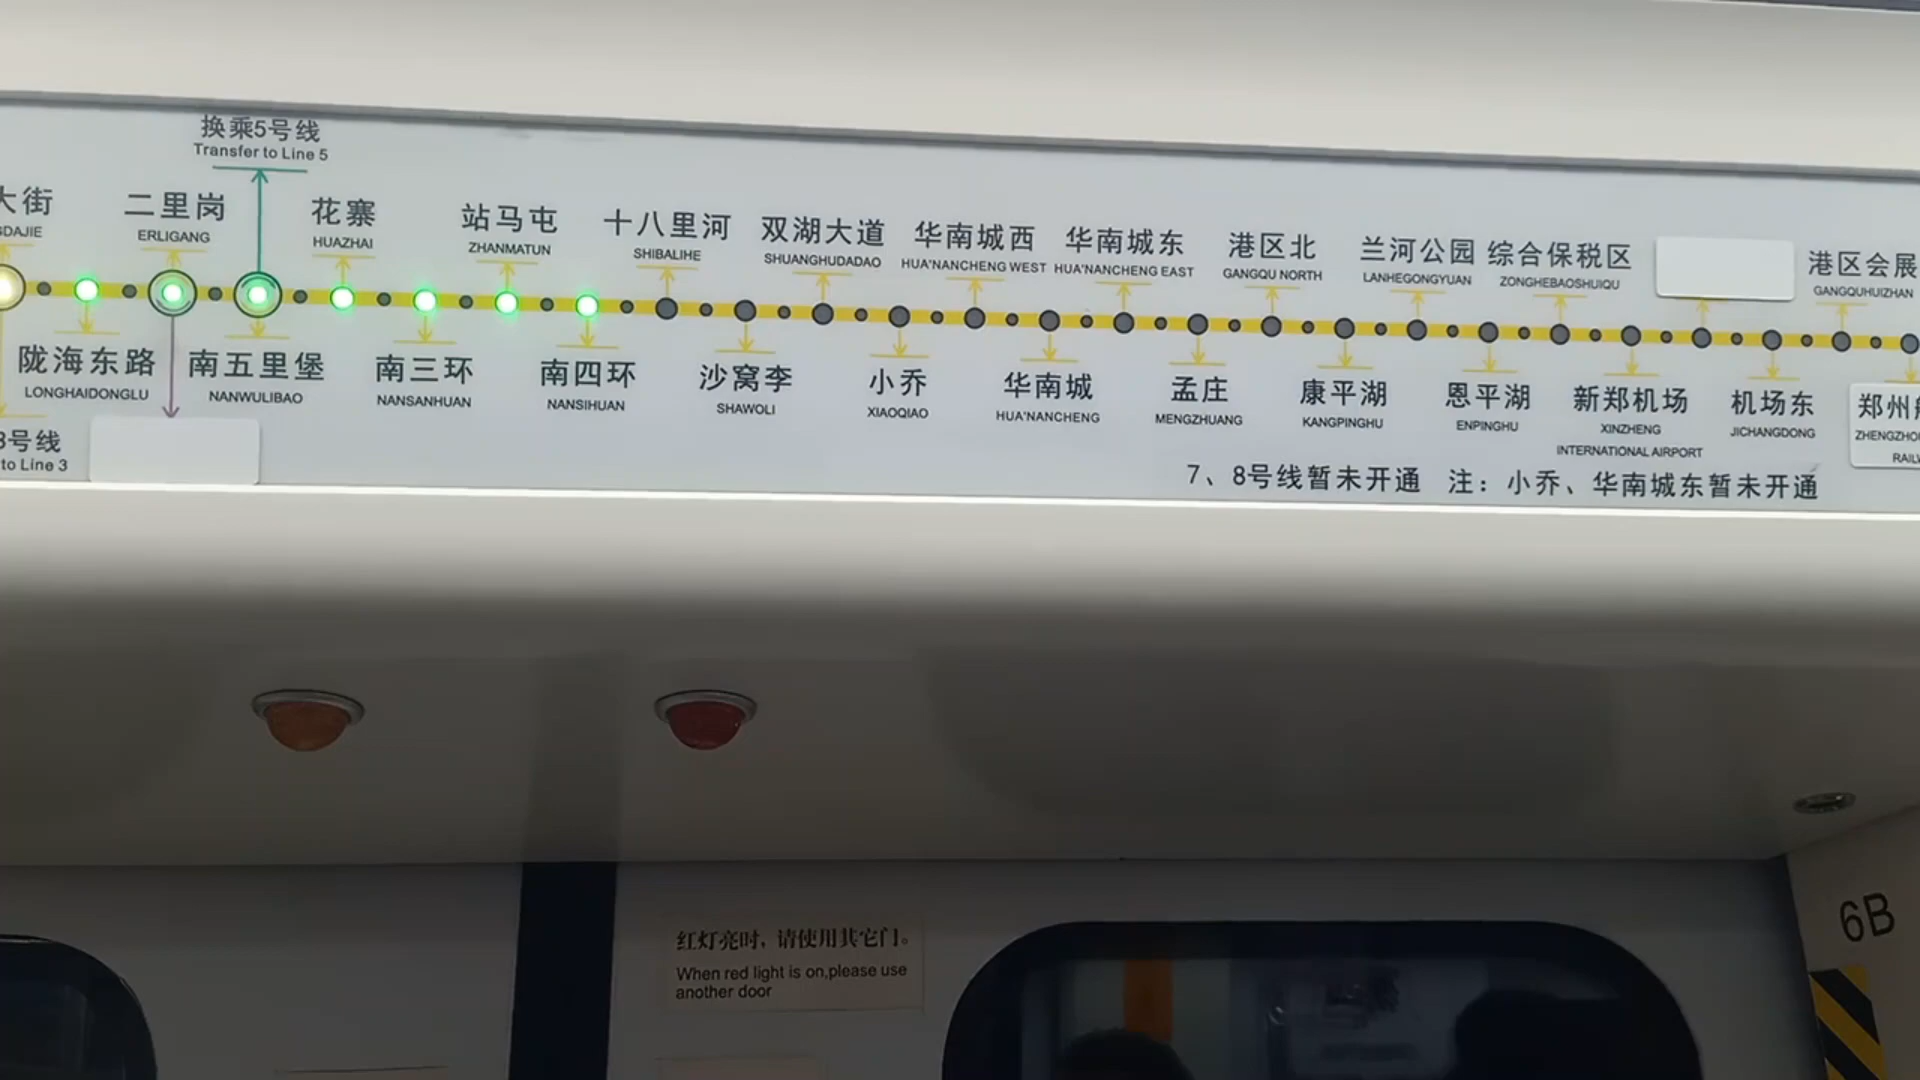 换乘5号线
Transfer to Line 5
大街
DAJIE
二里岗
ERLIGANG
花寨
HUAZHAI
站马屯
ZHANMATUN
十八里河
SHIBALIHE
双湖大道
SHUANGHUDADAO
华南城西
HUA'NANCHENG WEST
华南城东
HUA'NANCHENG EAST
港区北
GANGQU NORTH
兰河公园
LANHEGONGYUAN
综合保税区
ZONGHEBAOSHUIQU
港区会展
GANGQUHUIZHAN
陇海东路
LONGHAIDONGLU
南五里堡
NANWULIBAO
南三环
NANSANHUAN
南四环
NANSIHUAN
沙窝李
SHAWOLI
小乔
XIAOQIAO
华南城
HUA'NANCHENG
孟庄
MENGZHUANG
康平湖
KANGPINGHU
恩平湖
ENPINGHU
新郑机场
XINZHENG
INTERNATIONAL AIRPORT
机场东
JICHANGDONG
郑州
ZHENGZHO
RAIL
3号线
to Line 3
7、8号线暂未开通 注：小乔、华南城东暂未开通
红灯亮时，请使用其它门。
When red light is on,please use
another door
6B